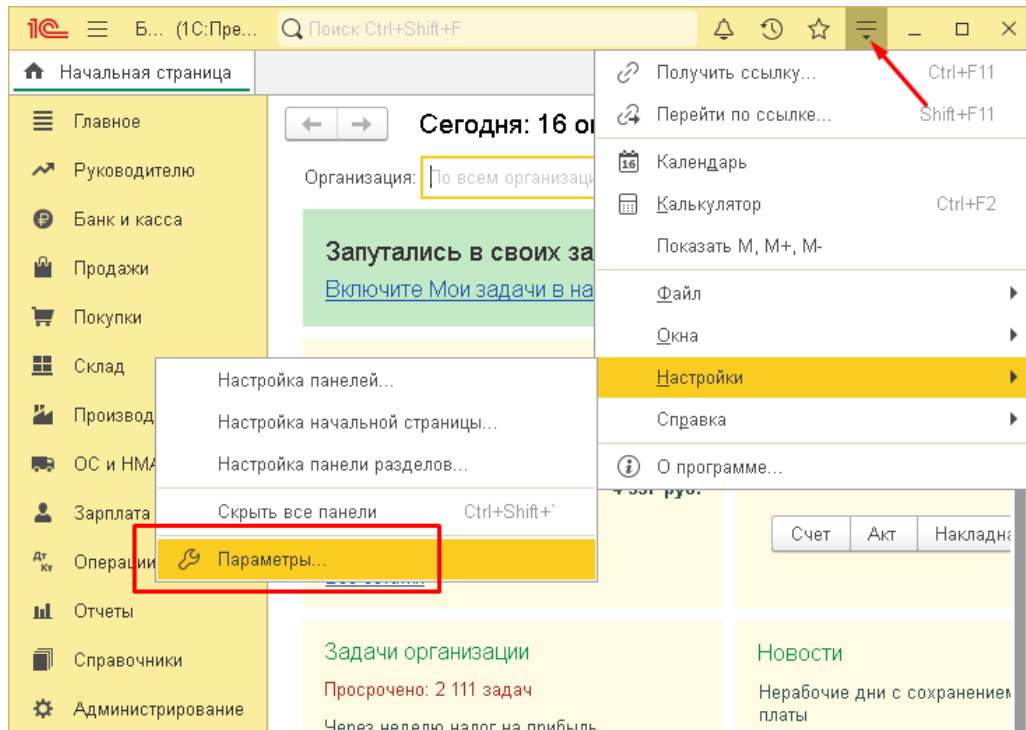 1С Б... (1С:Пре... Поиск Ctrl+Shift+F
Начальная страница
Главное
Руководителю
Банк и касса
Продажи
Покупки
Склад
Производ
ОС и НМА
Зарплата
Операции
Отчеты
Справочники
Администрирование
Сегодня: 16
Организация: По всем организаци
Запутались в своих за
Включите Мои задачи в на
Получить ссылку... Ctrl+F11
Перейти по ссылке... Shift+F11
16 Календарь
Калькулятор Ctrl+F2
Показать M, M+, M-
Файл
Окна
Настройки
Справка
О программе...
Настройка панелей...
Настройка начальной страницы...
Настройка панели разделов...
Скрыть все панели Ctrl+Shift+`
Параметры...
руб.
Счет Акт Накладна
Задачи организации
Просрочено: 2 111 задач
Через неделю налог на прибыль
Новости
Нерабочие дни с сохранением
платы